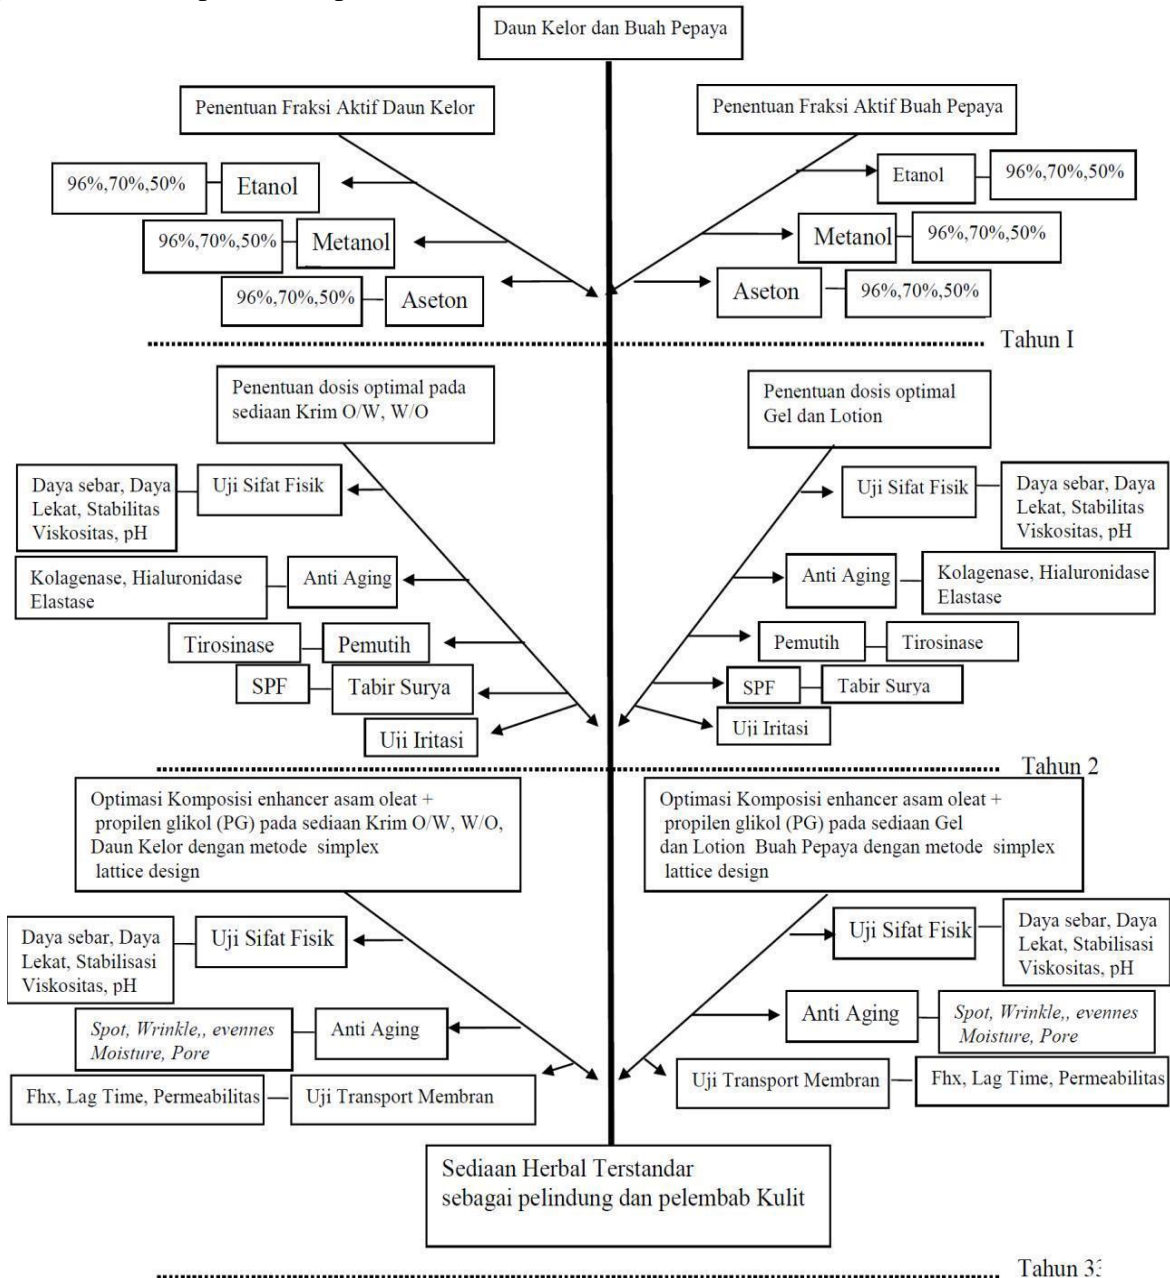 Daun Kelor dan Buah Pepaya
Penentuan Fraksi Aktif Daun Kelor
96%,70%,50%
Etanol
96%,70%,50%
Metanol
96%,70%,50%
Aseton
Penentuan Fraksi Aktif Buah Pepaya
Etanol
96%,70%,50%
Metanol
96%,70%,50%
Aseton
96%,70%,50%
Tahun I
Penentuan dosis optimal pada
sediaan Krim O/W, W/O
Daya sebar, Daya
Lekat, Stabilitas
Viskositas, pH
Uji Sifat Fisik
Kolagenase, Hialuronidase
Elastase
Anti Aging
Tirosinase
Pemutih
SPF
Tabir Surya
Uji Iritasi
Penentuan dosis optimal
Gel dan Lotion
Uji Sifat Fisik
Daya sebar, Daya
Lekat, Stabilitas
Viskositas, pH
Anti Aging
Kolagenase, Hialuronidase
Elastase
Pemutih
Tirosinase
SPF
Tabir Surya
Uji Iritasi
Tahun 2
Optimasi Komposisi enhancer asam oleat +
propilen glikol (PG) pada sediaan Krim O/W, W/O,
Daun Kelor dengan metode simplex
lattice design
Daya sebar, Daya
Lekat, Stabilisasi
Viskositas, pH
Uji Sifat Fisik
Spot, Wrinkle,, evennes
Moisture, Pore
Anti Aging
Fhx, Lag Time, Permeabilitas
Uji Transport Membran
Optimasi Komposisi enhancer asam oleat +
propilen glikol (PG) pada sediaan Gel
dan Lotion Buah Pepaya dengan metode simplex
lattice design
Uji Sifat Fisik
Daya sebar, Daya
Lekat, Stabilisasi
Viskositas, pH
Anti Aging
Spot, Wrinkle,, evennes
Moisture, Pore
Uji Transport Membran
Fhx, Lag Time, Permeabilitas
Sediaan Herbal Terstandar
sebagai pelindung dan pelembab Kulit
Tahun 3